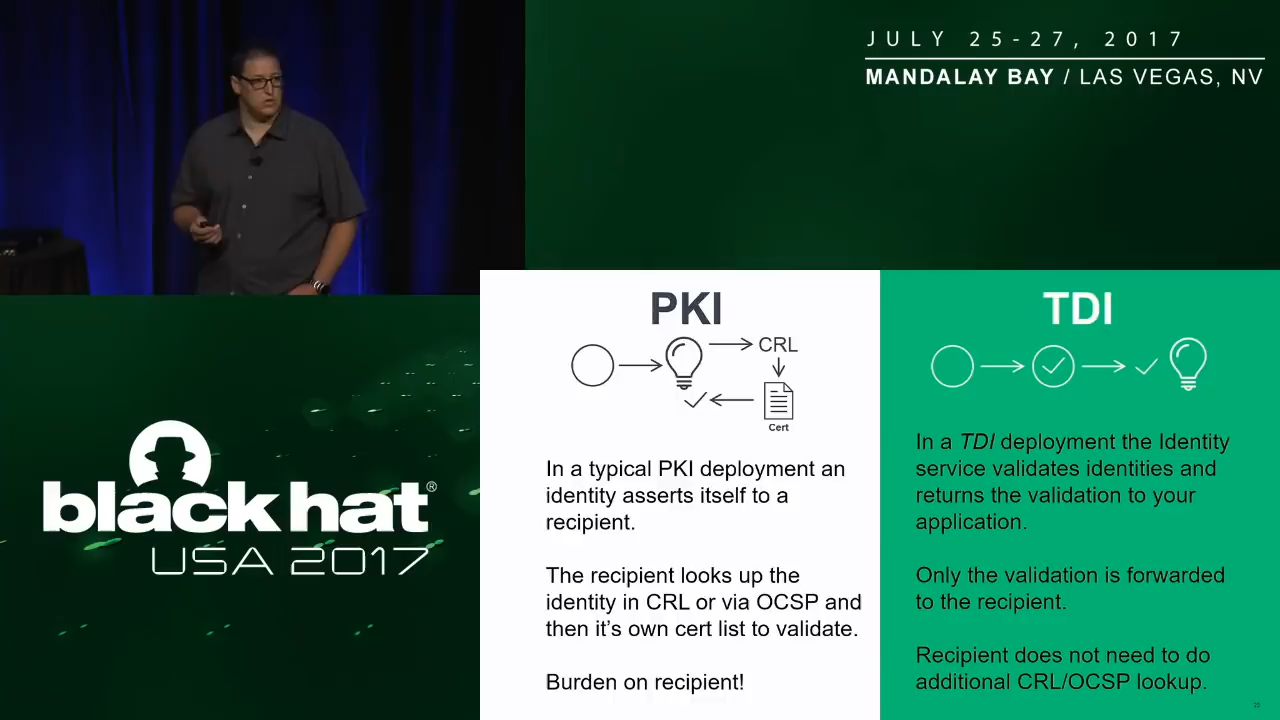 JULY 25-27, 2017
MANDALAY BAY / LAS VEGAS, NV
black hat®
USA 2017
PKI
CRL
Cert
In a typical PKI deployment an
identity asserts itself to a
recipient.
The recipient looks up the
identity in CRL or via OCSP and
then it's own cert list to validate.
Burden on recipient!
TDI
In a TDI deployment the Identity
service validates identities and
returns the validation to your
application.
Only the validation is forwarded
to the recipient.
Recipient does not need to do
additional CRL/OCSP lookup.